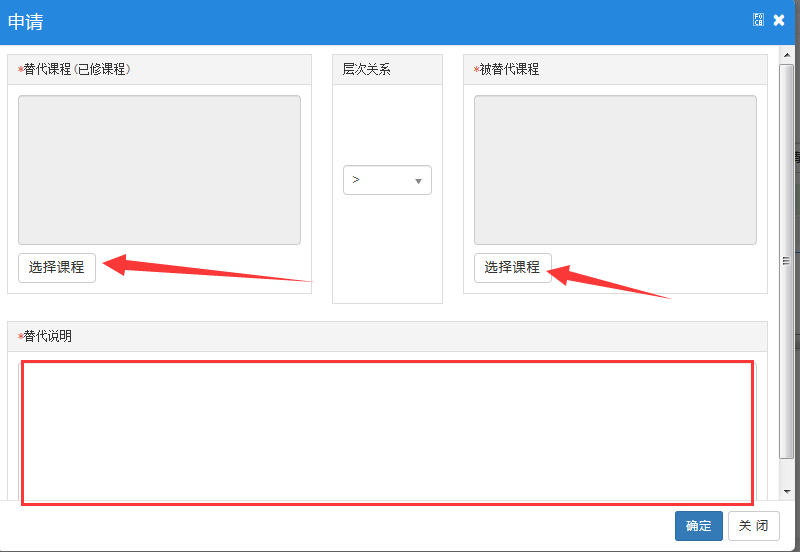 申请
*替代课程(已修课程)
层次关系
*被替代课程
>
选择课程
选择课程
*替代说明
确定
关 闭